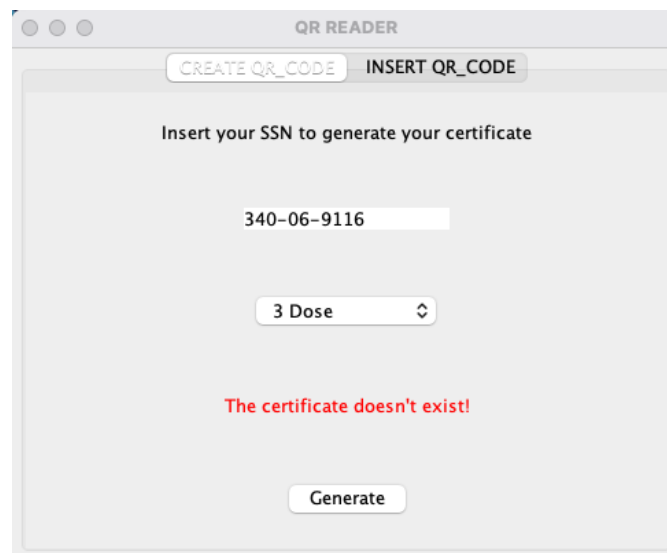 QR READER
CREATE QR_CODE INSERT QR_CODE
Insert your SSN to generate your certificate
340-06-9116
3 Dose
The certificate doesn't exist!
Generate